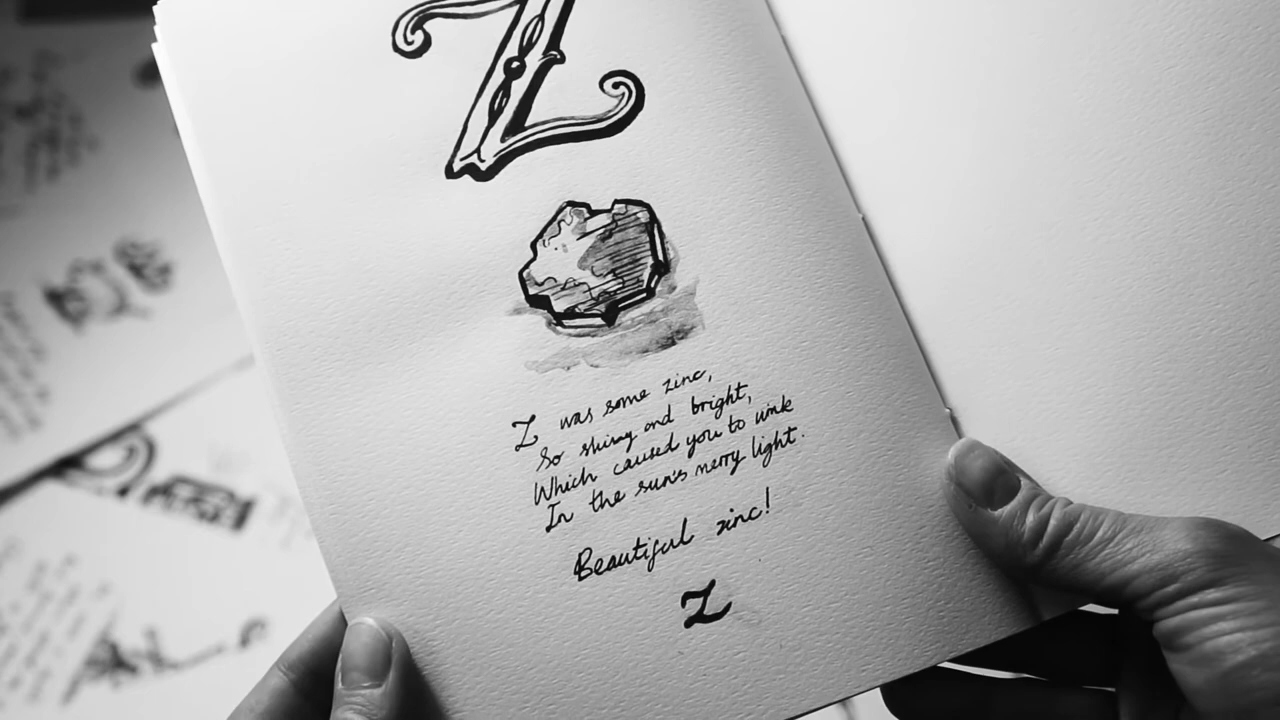 Z
Z was some zinc,
So shiny and bright,
Which caused you to wink
In the sun's merry light.
Beautiful zinc!
Z